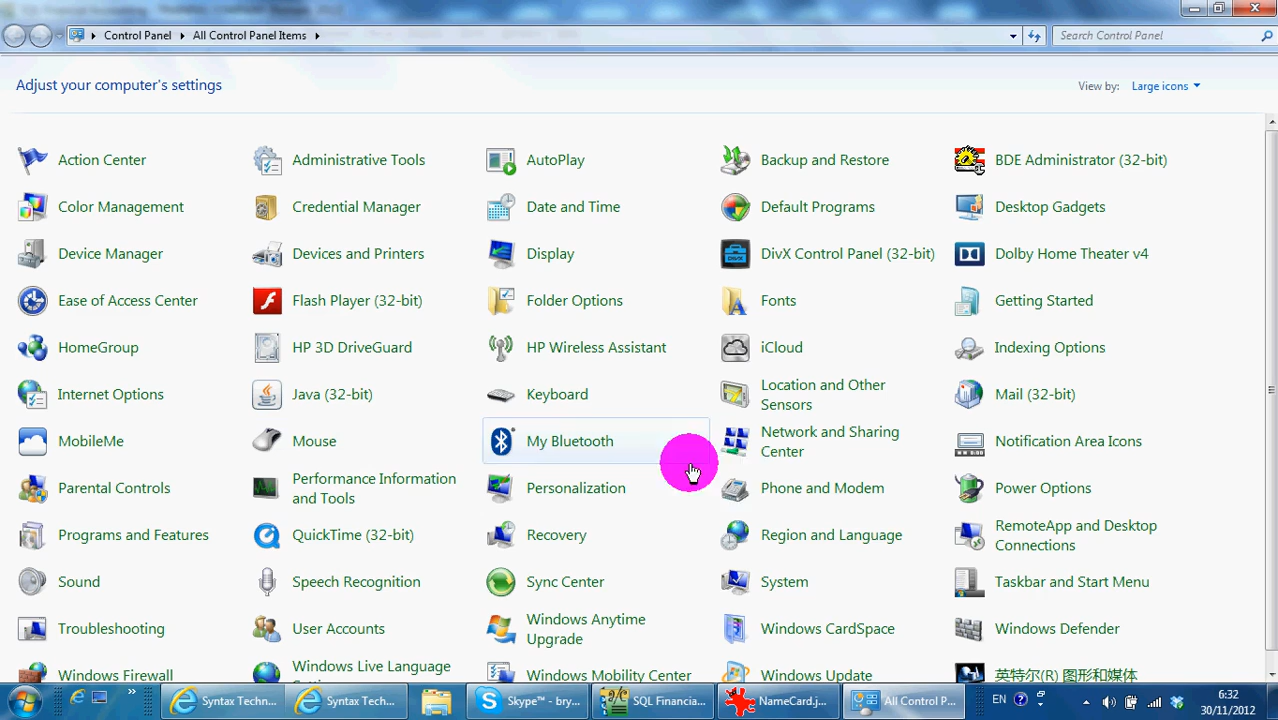 Control Panel
All Control Panel Items
Search Control Panel
Adjust your computer's settings
View by:
Large icons
Action Center
Administrative Tools
AutoPlay
Backup and Restore
BDE Administrator (32-bit)
Color Management
Credential Manager
Date and Time
Default Programs
Desktop Gadgets
Device Manager
Devices and Printers
Display
DivX Control Panel (32-bit)
Dolby Home Theater v4
Ease of Access Center
Flash Player (32-bit)
Folder Options
Fonts
Getting Started
HomeGroup
HP 3D DriveGuard
HP Wireless Assistant
iCloud
Indexing Options
Internet Options
Java (32-bit)
Keyboard
Location and Other
Sensors
Mail (32-bit)
MobileMe
Mouse
My Bluetooth
Network and Sharing
Center
Notification Area Icons
Parental Controls
Performance Information
and Tools
Personalization
Phone and Modem
Power Options
Programs and Features
QuickTime (32-bit)
Recovery
Region and Language
RemoteApp and Desktop
Connections
Sound
Speech Recognition
Sync Center
System
Taskbar and Start Menu
Troubleshooting
User Accounts
Windows Anytime
Upgrade
Windows CardSpace
Windows Defender
Windows Firewall
Windows Live Language
Windows Mobility Center
Windows Update
英特尔(R) 图形和媒体
Syntax Techn...
Syntax Tech...
Skype™ - bry...
SQL Financia...
NameCard.j...
All Control P...
EN
6:32
30/11/2012